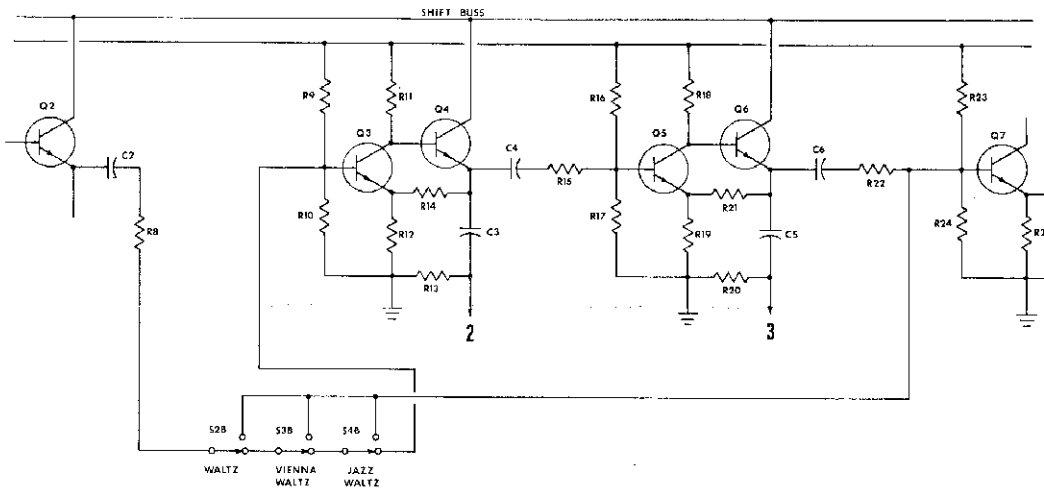 SHIFT BUSS
Q2
C2
R8
R9
R11
Q4
Q3
R10
R14
R12
C3
R13
2
C4
R15
R16
R18
Q6
Q5
R17
R21
R19
C5
R20
3
C6
R22
R23
Q7
R24
R2
S2B
S3B
S4B
WALTZ
VIENNA
WALTZ
JAZZ
WALTZ